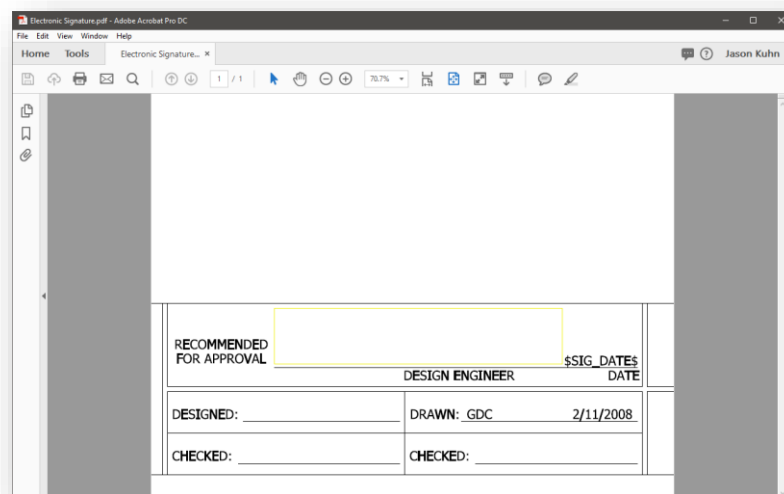 Electronic Signature.pdf - Adobe Acrobat Pro DC
File Edit View Window Help
Home Tools Electronic Signature... × Jason Kuhn
1 / 1 70.7%
RECOMMENDED
FOR APPROVAL $SIG_DATE$
DESIGN ENGINEER DATE
DESIGNED: DRAWN: GDC 2/11/2008
CHECKED: CHECKED: